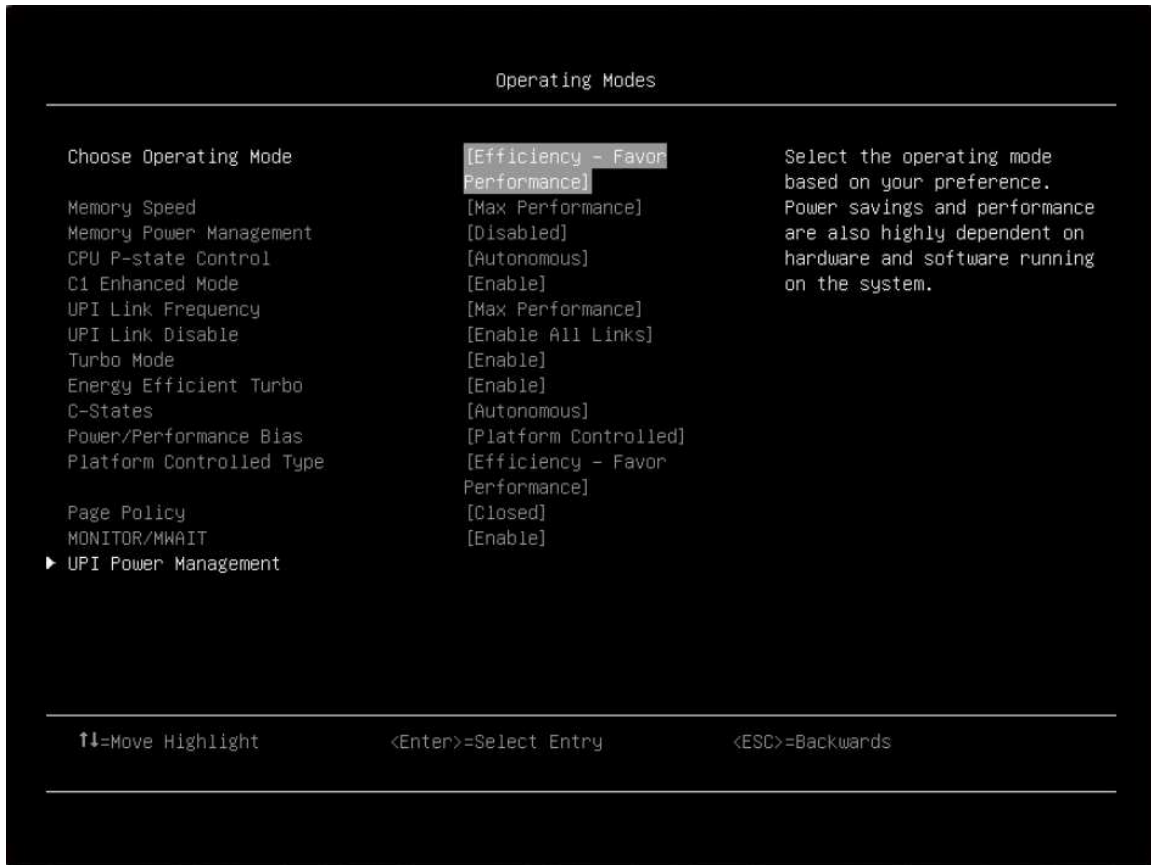 Operating Modes
Choose Operating Mode [Efficiency – Favor Performance]
Memory Speed [Max Performance]
Memory Power Management [Disabled]
CPU P-state Control [Autonomous]
C1 Enhanced Mode [Enable]
UPI Link Frequency [Max Performance]
UPI Link Disable [Enable All Links]
Turbo Mode [Enable]
Energy Efficient Turbo [Enable]
C-States [Autonomous]
Power/Performance Bias [Platform Controlled]
Platform Controlled Type [Efficiency – Favor Performance]
Page Policy [Closed]
MONITOR/MWAIT [Enable]
UPI Power Management
Select the operating mode
based on your preference.
Power savings and performance
are also highly dependent on
hardware and software running
on the system.
↑↓=Move Highlight <Enter>=Select Entry <ESC>=Backwards